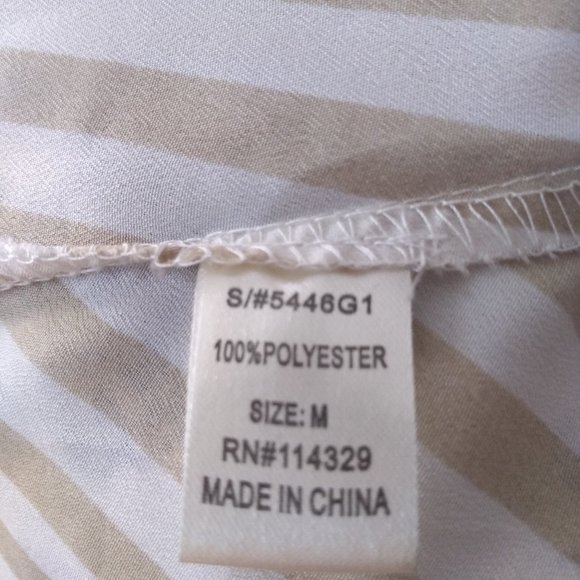 S/#5446G1
100%POLYESTER
SIZE: M
RN#114329
MADE IN CHINA